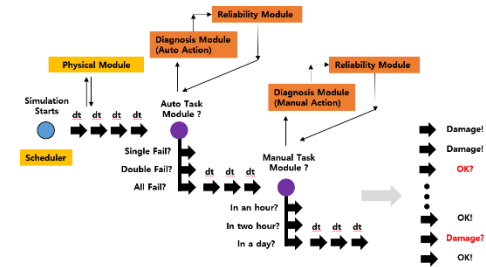 Reliability Module
Diagnosis Module
(Auto Action)
Physical Module
Reliability Module
Diagnosis Module
(Manual Action)
Simulation
Starts
dt dt dt dt
Auto Task
Module ?
Scheduler
Single Fail?
Double Fail?
All Fail?
dt dt dt
Manual Task
Module ?
In an hour?
In two hour?
In a day?
dt dt dt
Damage!
Damage!
OK?
OK!
Damage?
OK!